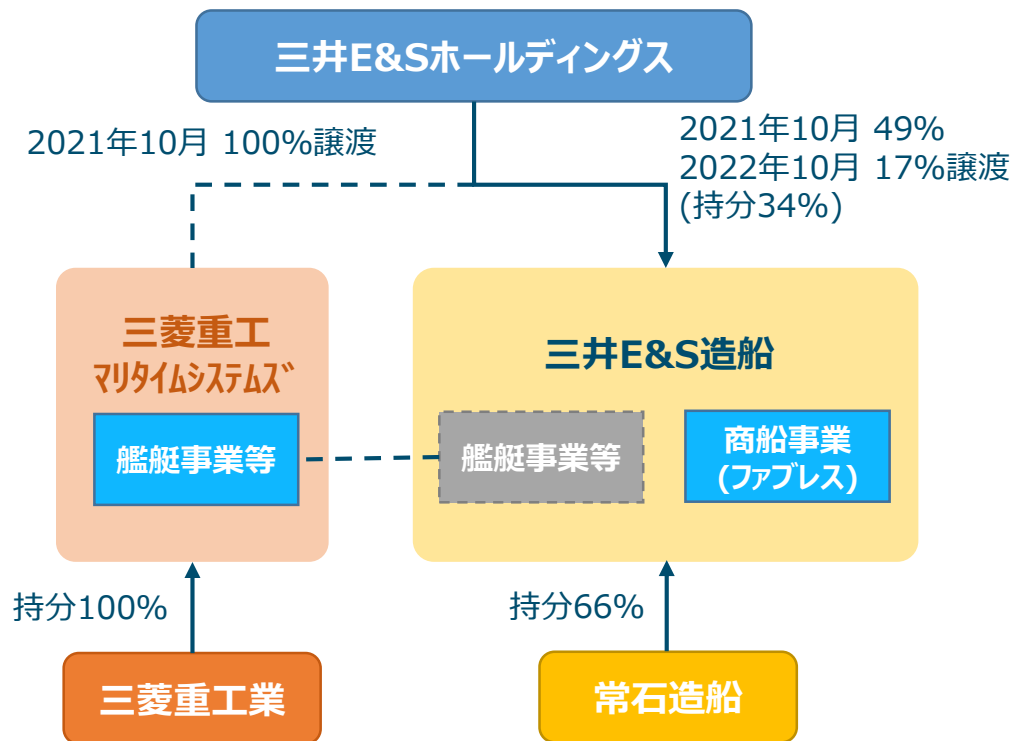 三井E&Sホールディングス
2021年10月 100%譲渡
2021年10月 49%
2022年10月 17%譲渡
(持分34%)
三菱重工
ﾏﾘﾀｲﾑｼｽﾃﾑｽﾞ
艦艇事業等
三井E&S造船
艦艇事業等
商船事業
(ファブレス)
持分100%
持分66%
三菱重工業
常石造船